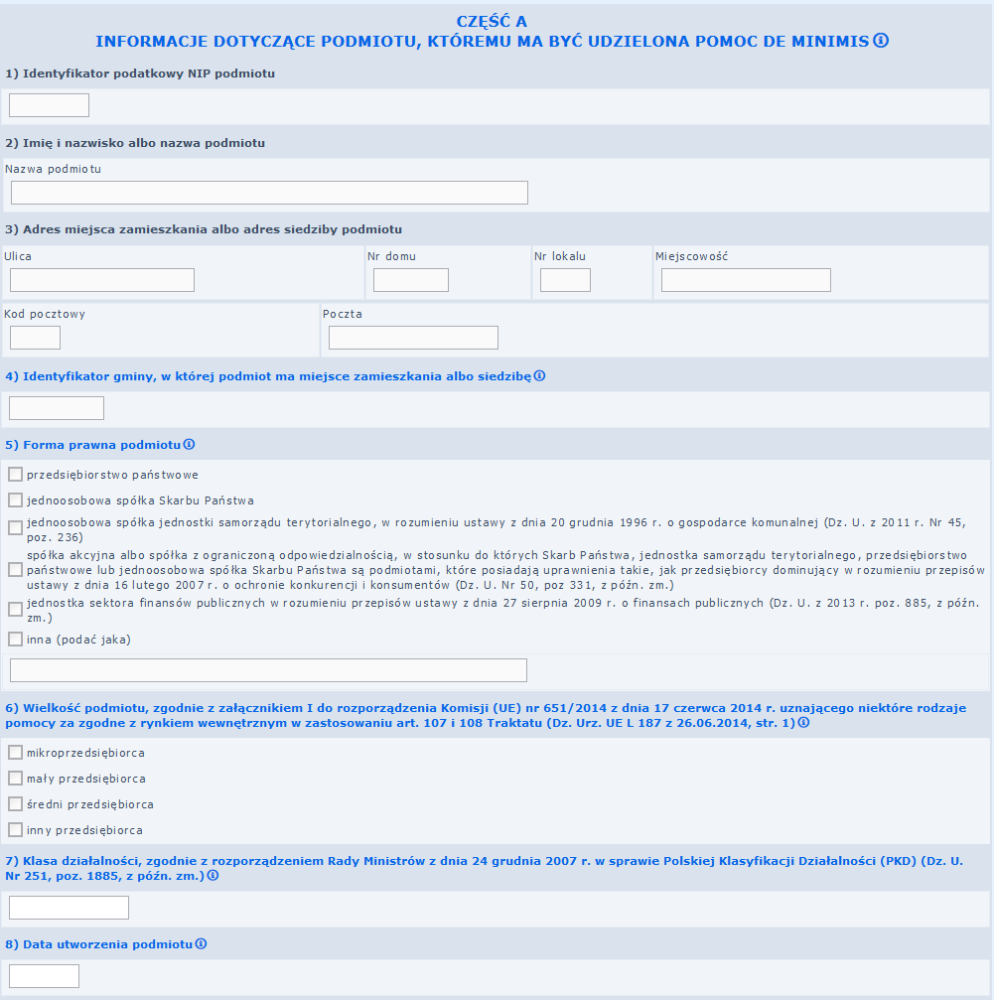 CZĘŚĆ A
INFORMACJE DOTYCZĄCE PODMIOTU, KTÓREMU MA BYĆ UDZIELONA POMOC DE MINIMIS
1) Identyfikator podatkowy NIP podmiotu
2) Imię i nazwisko albo nazwa podmiotu
Nazwa podmiotu
3) Adres miejsca zamieszkania albo adres siedziby podmiotu
Ulica Nr domu Nr lokalu Miejscowość
Kod pocztowy Poczta
4) Identyfikator gminy, w której podmiot ma miejsce zamieszkania albo siedzibę
5) Forma prawna podmiotu
przedsiębiorstwo państwowe
jednoosobowa spółka Skarbu Państwa
jednoosobowa spółka jednostki samorządu terytorialnego, w rozumieniu ustawy z dnia 20 grudnia 1996 r. o gospodarce komunalnej (Dz. U. z 2011 r. Nr 45,
poz. 236)
spółka akcyjna albo spółka z ograniczoną odpowiedzialnością, w stosunku do których Skarb Państwa, jednostka samorządu terytorialnego, przedsiębiorstwo
państwowe lub jednoosobowa spółka Skarbu Państwa są podmiotami, które posiadają uprawnienia takie, jak przedsiębiorcy dominujący w rozumieniu przepisów
ustawy z dnia 16 lutego 2007 r. o ochronie konkurencji i konsumentów (Dz. U. Nr 50, poz 331, z późn. zm.)
jednostka sektora finansów publicznych w rozumieniu przepisów ustawy z dnia 27 sierpnia 2009 r. o finansach publicznych (Dz. U. z 2013 r. poz. 885, z późn.
zm.)
inna (podać jaka)
6) Wielkość podmiotu, zgodnie z załącznikiem I do rozporządzenia Komisji (UE) nr 651/2014 z dnia 17 czerwca 2014 r. uznającego niektóre rodzaje
pomocy za zgodne z rynkiem wewnętrznym w zastosowaniu art. 107 i 108 Traktatu (Dz. Urz. UE L 187 z 26.06.2014, str. 1)
mikroprzedsiębiorca
mały przedsiębiorca
średni przedsiębiorca
inny przedsiębiorca
7) Klasa działalności, zgodnie z rozporządzeniem Rady Ministrów z dnia 24 grudnia 2007 r. w sprawie Polskiej Klasyfikacji Działalności (PKD) (Dz. U.
Nr 251, poz. 1885, z późn. zm.)
8) Data utworzenia podmiotu